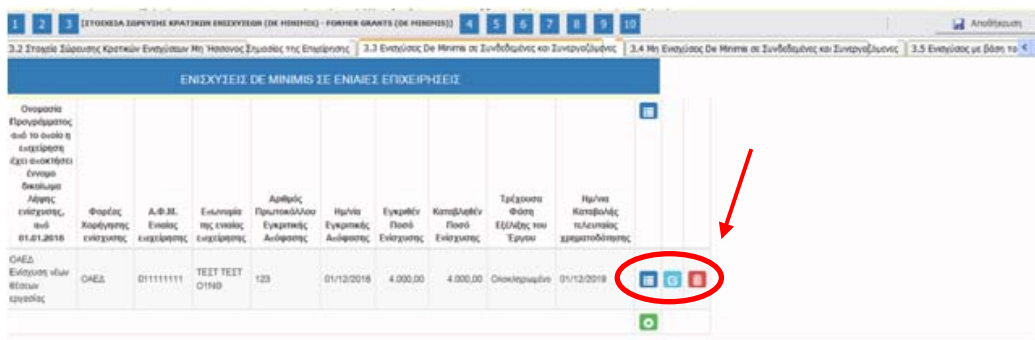 1 2 3 [ΣΤΟΙΧΕΙΑ ΣΩΡΕΥΣΗΣ ΚΡΑΤΙΚΩΝ ΕΝΙΣΧΥΣΕΩΝ (DE MINIMIS) - FORMER GRANTS (DE MINIMIS)] 4 5 6 7 8 9 10 Αποθήκευση
3.2 Στοιχεία Σώρευσης Κρατικών Ενισχύσεων Μη Ήσσονος Σημασίας της Επιχείρησης 3.3 Ενισχύσεις De Minimis σε Συνδεδεμένες και Συνεργαζόμενες 3.4 Μη Ενισχύσεις De Minimis σε Συνδεδεμένες και Συνεργαζόμενες 3.5 Ενισχύσεις με βάση το
ΕΝΙΣΧΥΣΕΙΣ DE MINIMIS ΣΕ ΕΝΙΑΙΕΣ ΕΠΙΧΕΙΡΗΣΕΙΣ
Ονομασία
Προγράμματος
από το οποίο η
επιχείρηση
έχει αποκτήσει
έννομο
δικαίωμα
Λήψης
ενίσχυσης,
από
01.01.2016
Φορέας
Χορήγησης
ενίσχυσης
Α.Φ.Μ.
Ενιαίας
επιχείρησης
Επωνυμία
της ενιαίας
επιχείρησης
Αριθμός
Πρωτοκόλλου
Εγκριτικής
Απόφασης
Ημ/νία
Εγκριτικής
Απόφασης
Εγκριθέν
Ποσό
Ενίσχυσης
Καταβληθέν
Ποσό
Ενίσχυσης
Τρέχουσα
Φάση
Εξέλιξης του
Έργου
Ημ/νια
Καταβολής
τελευταίας
χρηματοδότησης
ΟΑΕΔ
Ενίσχυση νέων
θέσεων
εργασίας
ΟΑΕΔ
011111111
ΤΕΣΤ ΤΕΣΤ
123
01/12/2016
4.000,00
4.000,00
Ολοκληρωμένο
01/12/2019